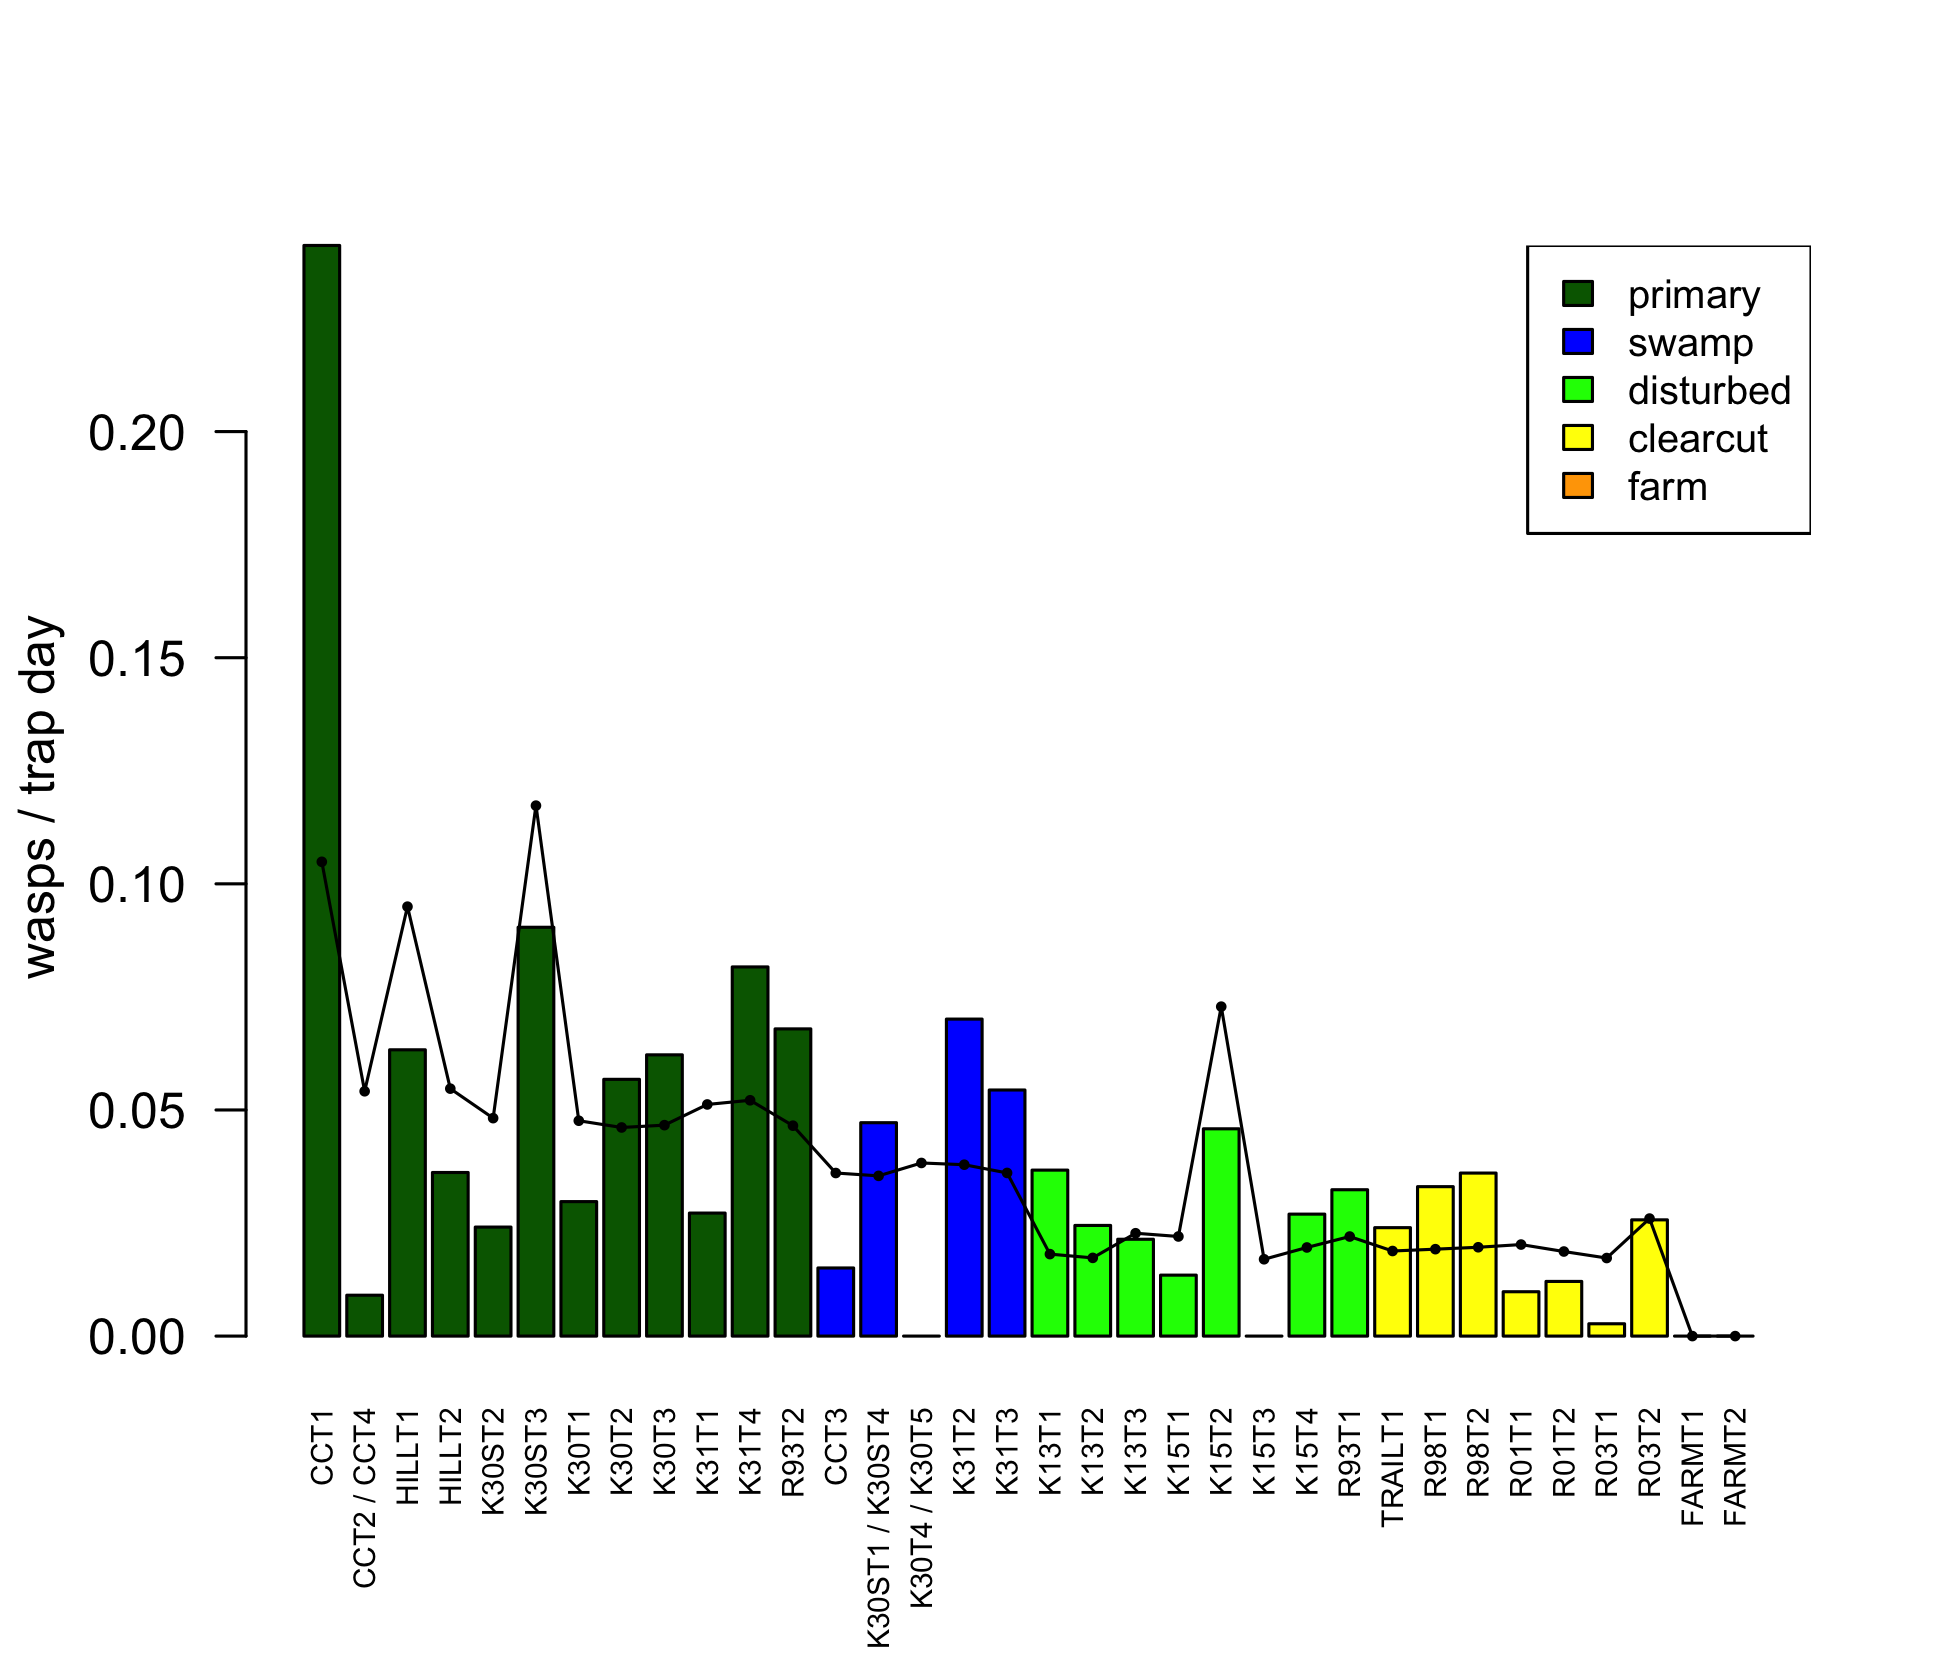 wasps / trap day
0.20
0.15
0.10
0.05
0.00
primary
swamp
disturbed
clearcut
farm
CCT1
CCT2 / CCT4
HILLT1
HILLT2
K30ST2
K30ST3
K30T1
K30T2
K30T3
K31T1
K31T4
R93T2
CCT3
K30ST1 / K30ST4
K30T4 / K30T5
K31T2
K31T3
K13T1
K13T2
K13T3
K15T1
K15T2
K15T3
K15T4
R93T1
TRAILT1
R98T1
R98T2
R01T1
R01T2
R03T1
R03T2
FARMT1
FARMT2